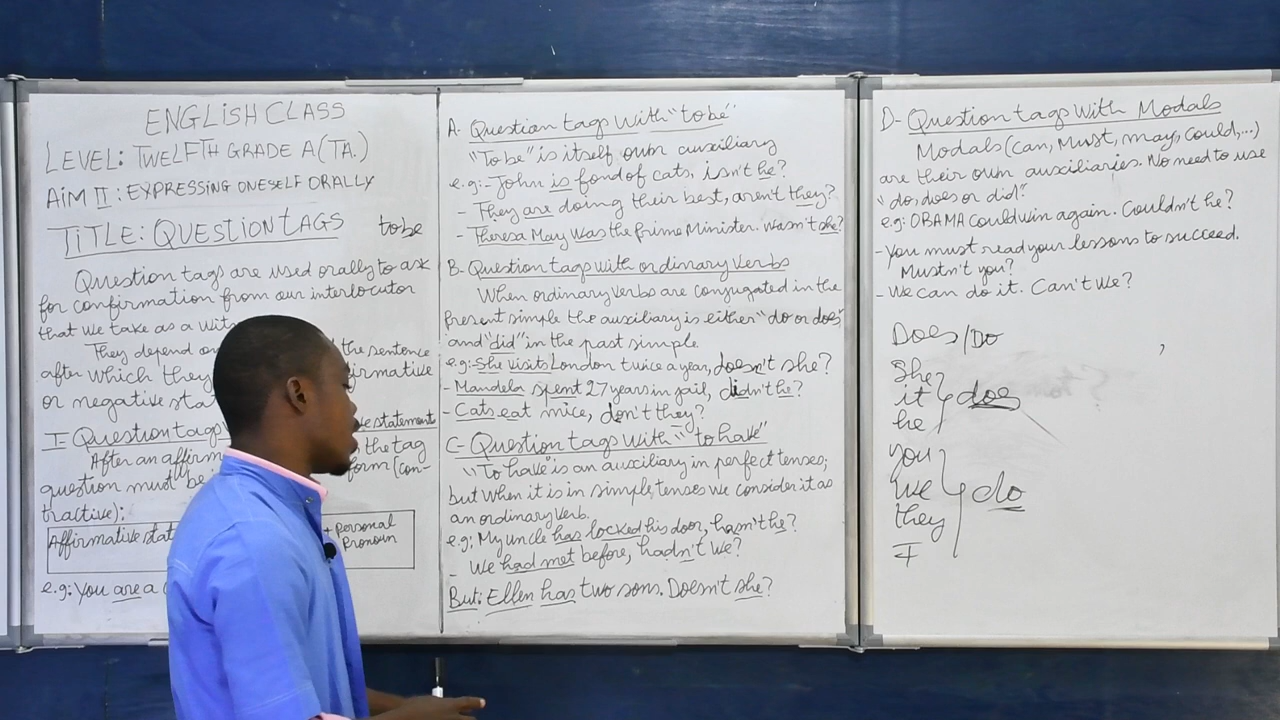 ENGLISH CLASS
LEVEL: TWELFTH GRADE A (TA.)
AIM II : EXPRESSING ONESELF ORALLY
TITLE: QUESTION TAGS to be
Question tags are used orally to ask
for confirmation from our interlocutor
that we take as a
They depend the sentence
after which they
or negative
I- Question tags statement
After an the tag
question must be form (con-
tractive):
Affirmative + Personal
Pronoun
e.g: You are a
A- Question tags with "to be"
"To be" is itself own auxiliary
e.g: - John is fond of cats, isn't he?
- They are doing their best, aren't they?
- Theresa May was the prime Minister. Wasn't she?
B- Question tags with ordinary verbs
When ordinary verbs are conjugated in the
present simple the auxiliary is either "do or does"
and "did" in the past simple
e.g: - She visits London twice a year, doesn't she?
- Mandela spent 27 years in jail, didn't he?
- Cats eat mice, don't they?
C- Question tags with "to have"
"To have" is an auxiliary in perfect tenses;
but when it is in simple tenses we consider it as
an ordinary verb.
e.g: My uncle has locked his door, hasn't he?
- We had met before, hadn't we?
But: Ellen has two sons. Doesn't she?
D- Question tags with Modals
Modals (can, must, may, could,...)
are their own auxiliaries. No need to use
"do, does or did".
e.g: OBAMA could win again. Couldn't he?
- You must read your lessons to succeed.
Mustn't you?
- We can do it. Can't we?
Does/Do
She
it does
he
you
we do
they
I